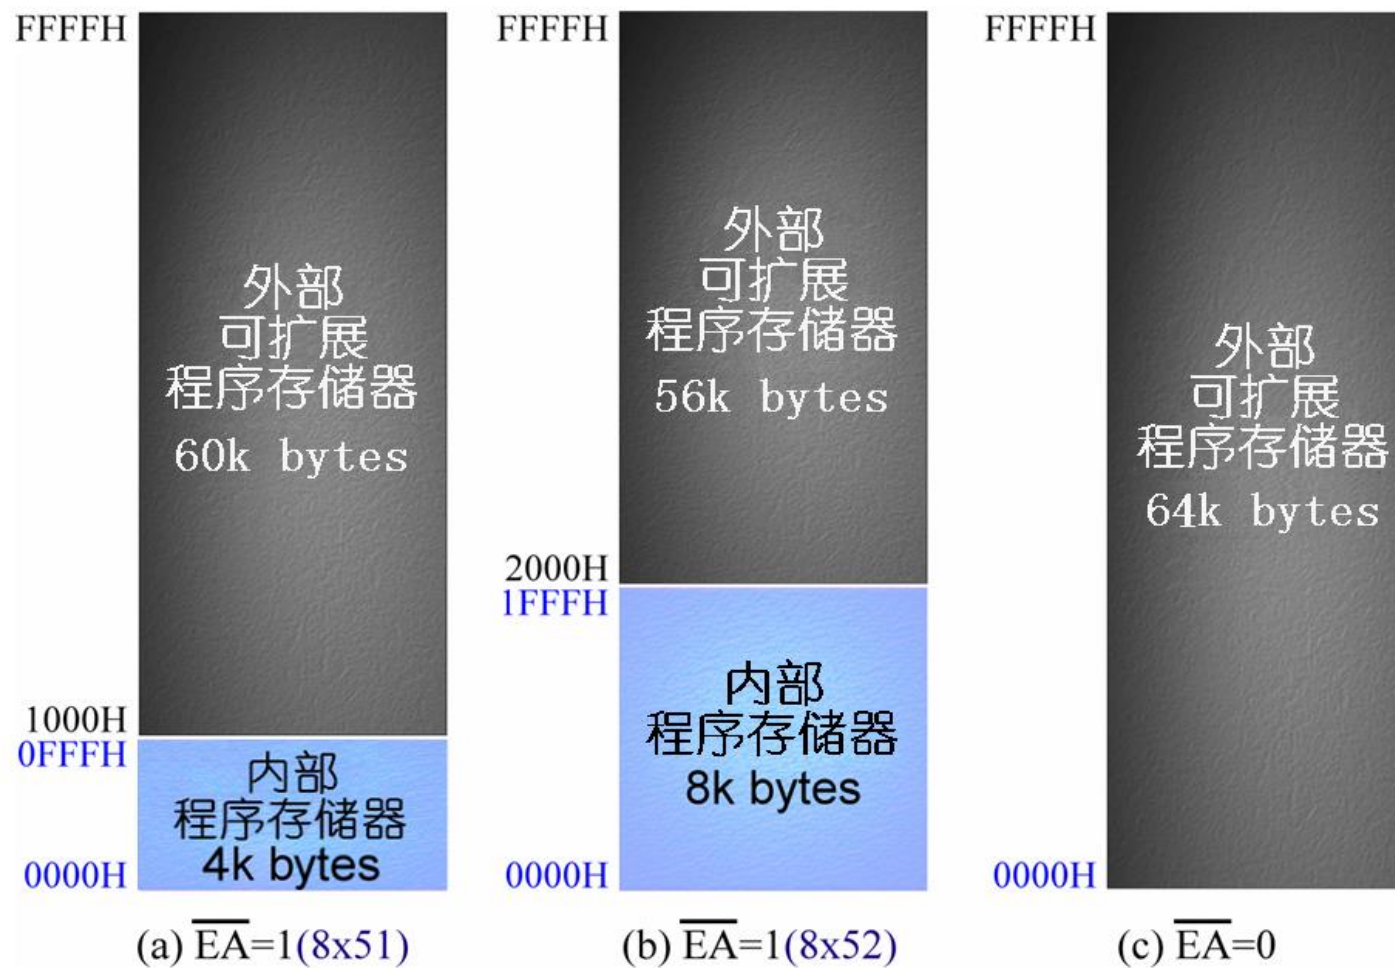 FFFFH
外部
可扩展
程序存储器
60k bytes
1000H
0FFFH
内部
程序存储器
4k bytes
0000H
(a) E̅A̅=1(8x51)
FFFFH
外部
可扩展
程序存储器
56k bytes
2000H
1FFFH
内部
程序存储器
8k bytes
0000H
(b) E̅A̅=1(8x52)
FFFFH
外部
可扩展
程序存储器
64k bytes
0000H
(c) E̅A̅=0